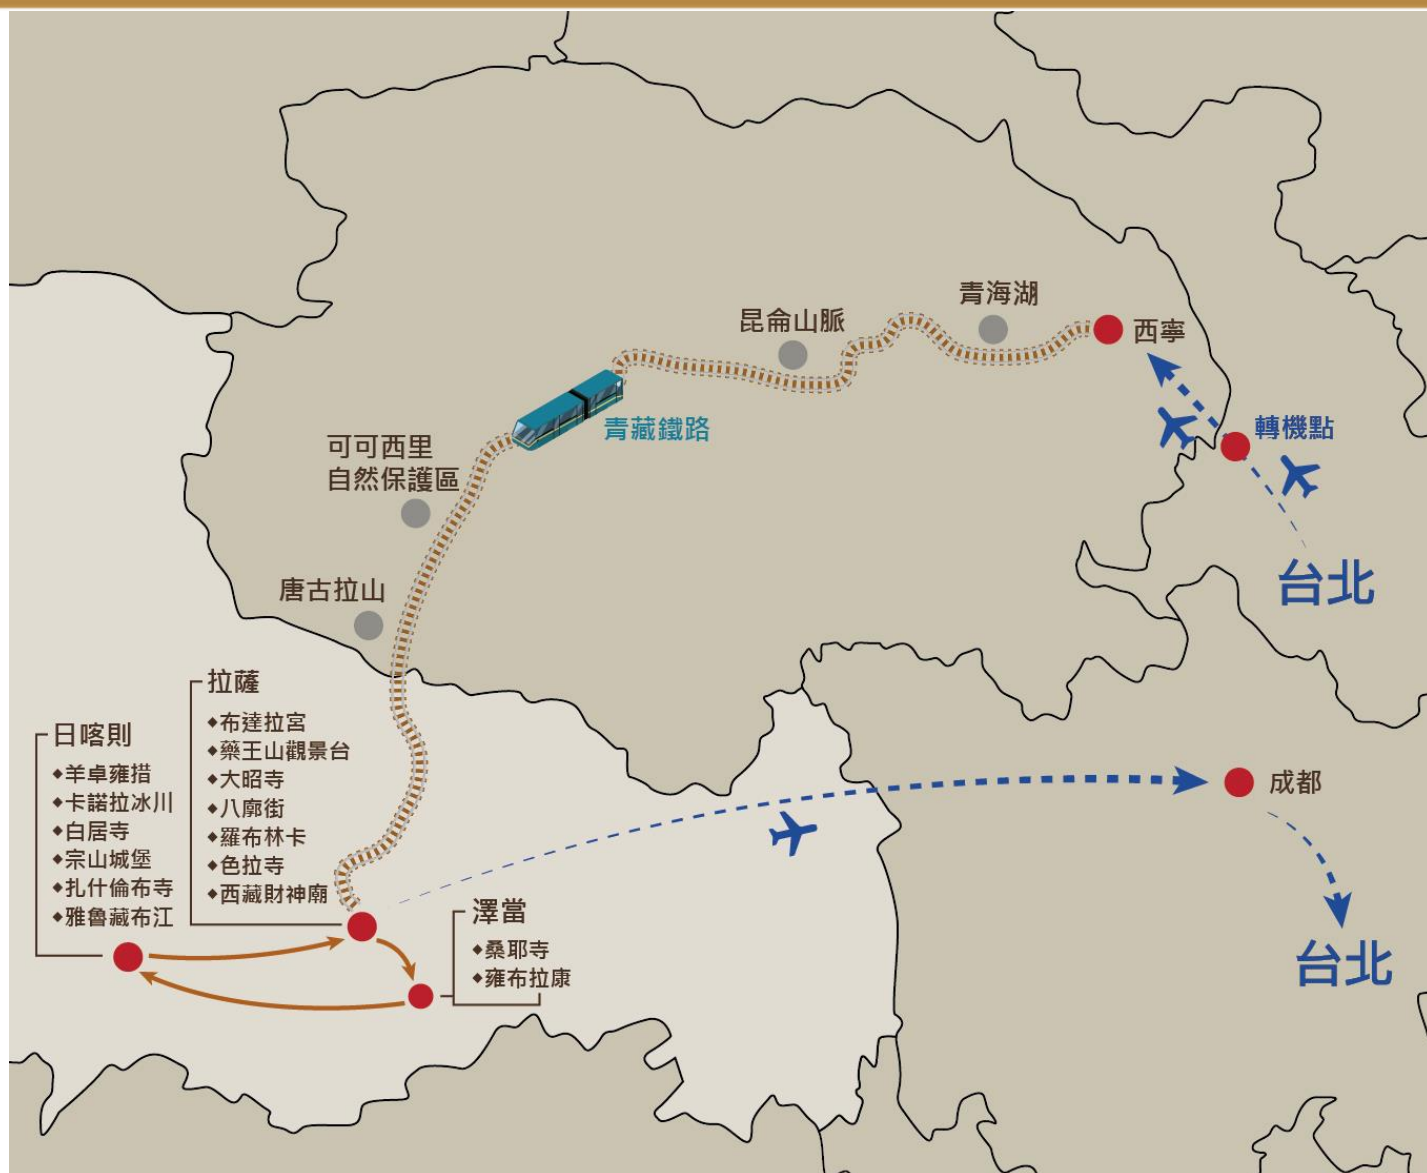 青海湖
昆侖山脈
西寧
青藏鐵路
轉機點
可可西里
自然保護區
台北
唐古拉山
拉薩
◆布達拉宮
◆藥王山觀景台
◆大昭寺
◆八廓街
◆羅布林卡
◆色拉寺
◆西藏財神廟
日喀則
◆羊卓雍措
◆卡諾拉冰川
◆白居寺
◆宗山城堡
◆扎什倫布寺
◆雅魯藏布江
成都
澤當
◆桑耶寺
◆雍布拉康
台北